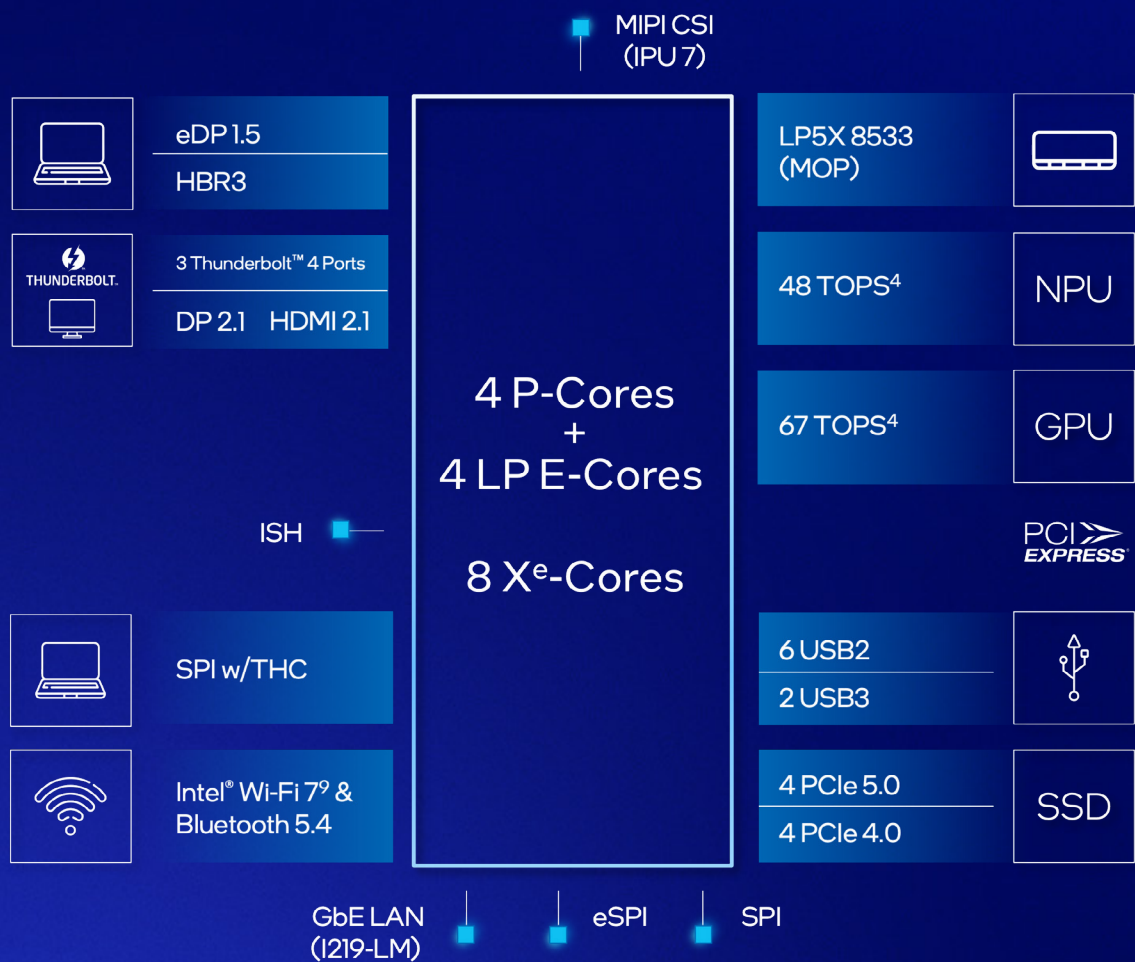 MIPI CSI
(IPU 7)
eDP 1.5
HBR3
THUNDERBOLT™
3 Thunderbolt™ 4 Ports
DP 2.1 HDMI 2.1
ISH
SPI w/THC
Intel® Wi-Fi 7⁹ &
Bluetooth 5.4
4 P-Cores
+
4 LP E-Cores
8 Xᵉ-Cores
LP5X 8533
(MOP)
48 TOPS⁴
NPU
67 TOPS⁴
GPU
PCI
EXPRESS®
6 USB2
2 USB3
4 PCIe 5.0
4 PCIe 4.0
SSD
GbE LAN
(I219-LM)
eSPI
SPI